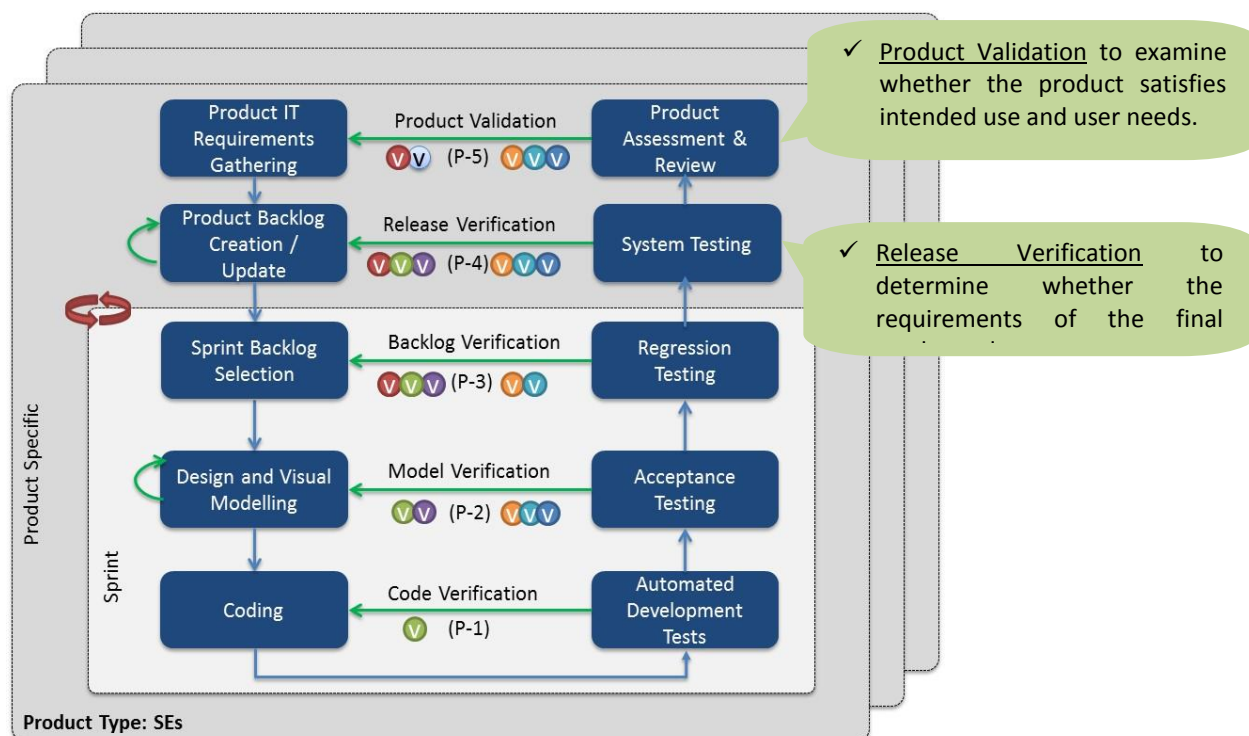 ✓ Product Validation to examine
whether the product satisfies
intended use and user needs.
Product IT
Requirements
Gathering
Product Validation
V V (P-5) V V V
Product
Assessment &
Review
Product Backlog
Creation /
Update
Release Verification
V V V (P-4) V V V
System Testing
✓ Release Verification to
determine whether the
requirements of the final
Sprint Backlog
Selection
Backlog Verification
V V V (P-3) V V
Regression
Testing
Design and Visual
Modelling
Model Verification
V V (P-2) V V V
Acceptance
Testing
Coding
Code Verification
V (P-1)
Automated
Development
Tests
Product Specific
Sprint
Product Type: SEs